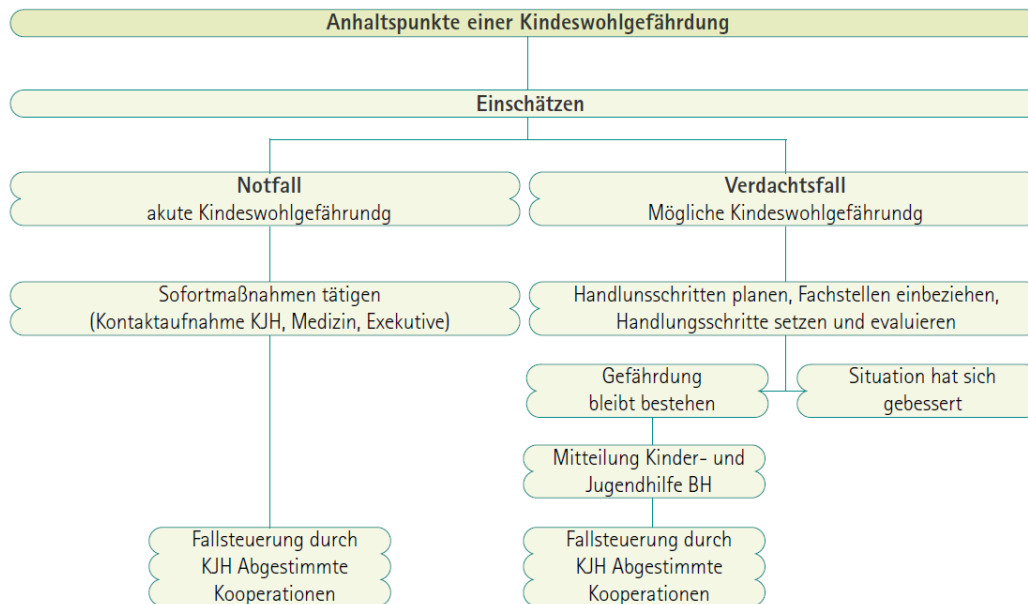 Anhaltspunkte einer Kindeswohlgefährdung
Einschätzen
Notfall
akute Kindeswohlgefährundg
Verdachtsfall
Mögliche Kindeswohlgefährundg
Sofortmaßnahmen tätigen
(Kontaktaufnahme KJH, Medizin, Exekutive)
Handlunsschritten planen, Fachstellen einbeziehen,
Handlungsschritte setzen und evaluieren
Gefährdung
bleibt bestehen
Situation hat sich
gebessert
Mitteilung Kinder- und
Jugendhilfe BH
Fallsteuerung durch
KJH Abgestimmte
Kooperationen
Fallsteuerung durch
KJH Abgestimmte
Kooperationen